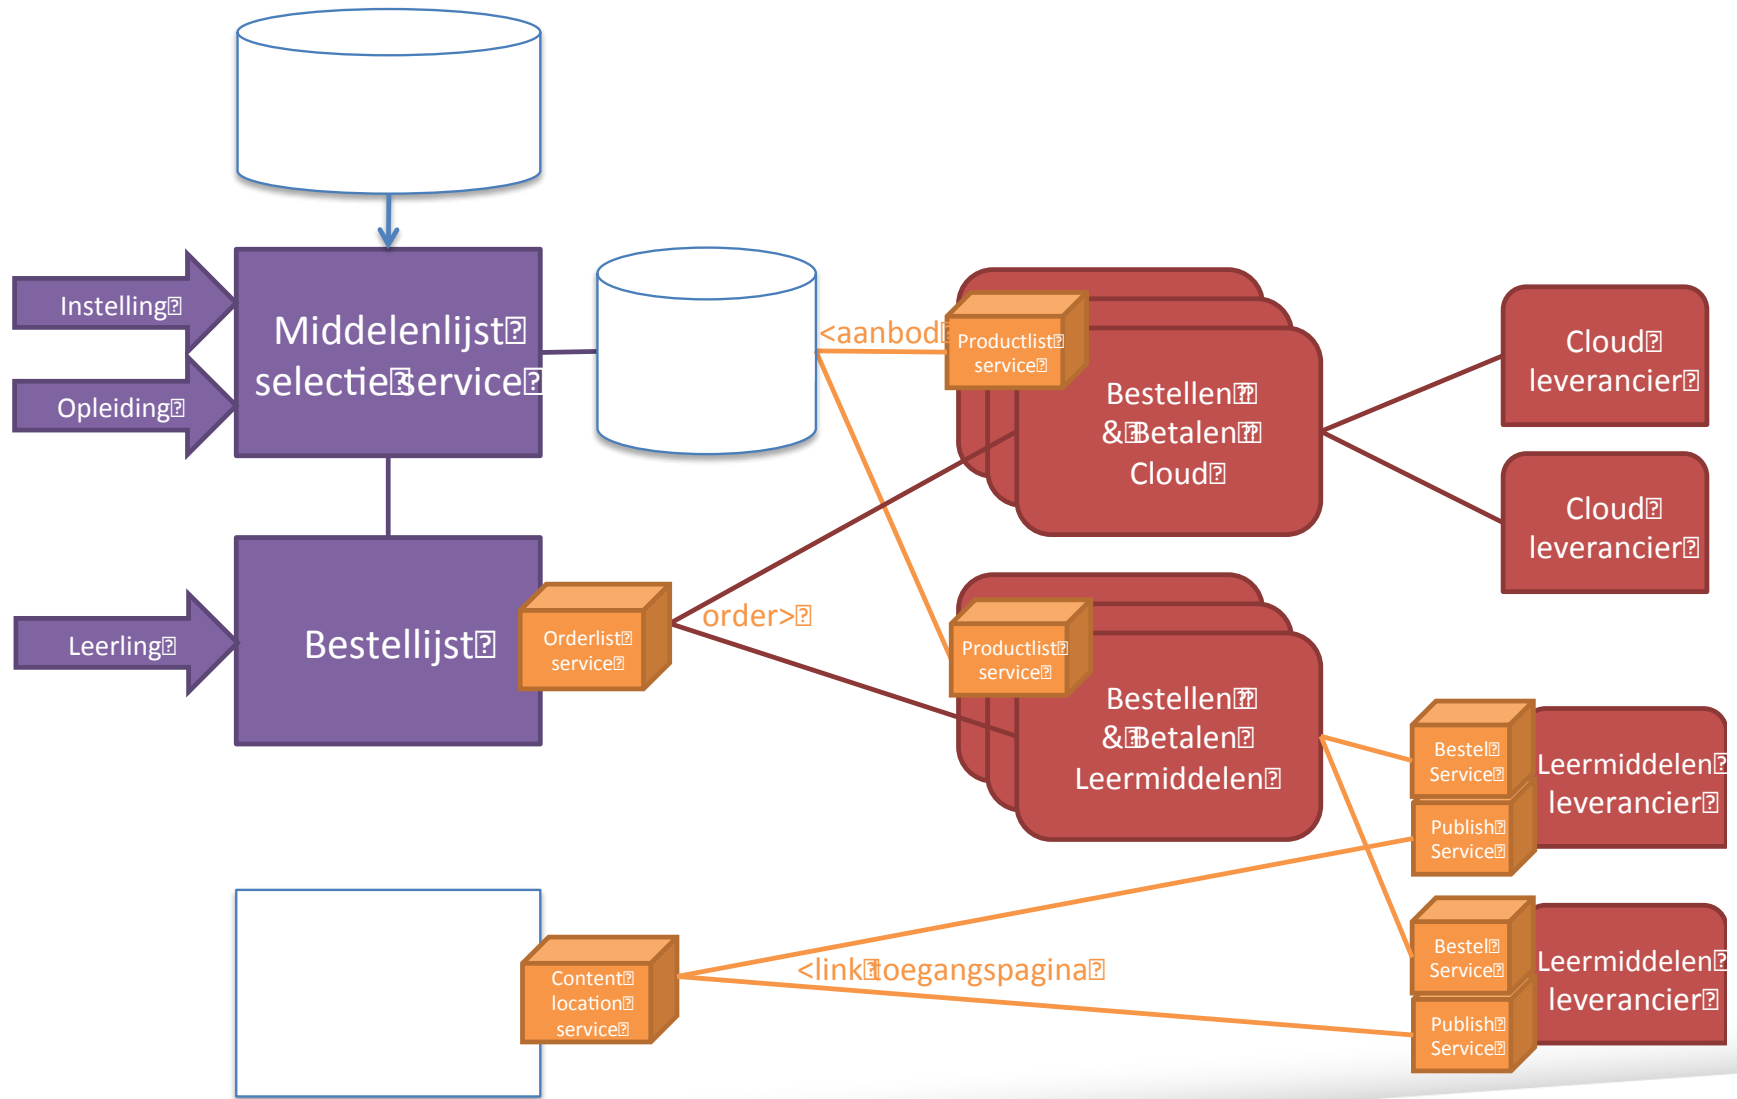 Instelling
Opleiding
Middelenlijst
selectie service
<aanbod
Productlist
service
Bestellen
& Betalen
Cloud
Cloud
leverancier
Cloud
leverancier
Leerling
Bestellijst
Orderlist
service
order>
Productlist
service
Bestellen
& Betalen
Leermiddelen
Bestel
Service
Publish
Service
Leermiddelen
leverancier
Content
location
service
<link toegangspagina
Bestel
Service
Publish
Service
Leermiddelen
leverancier